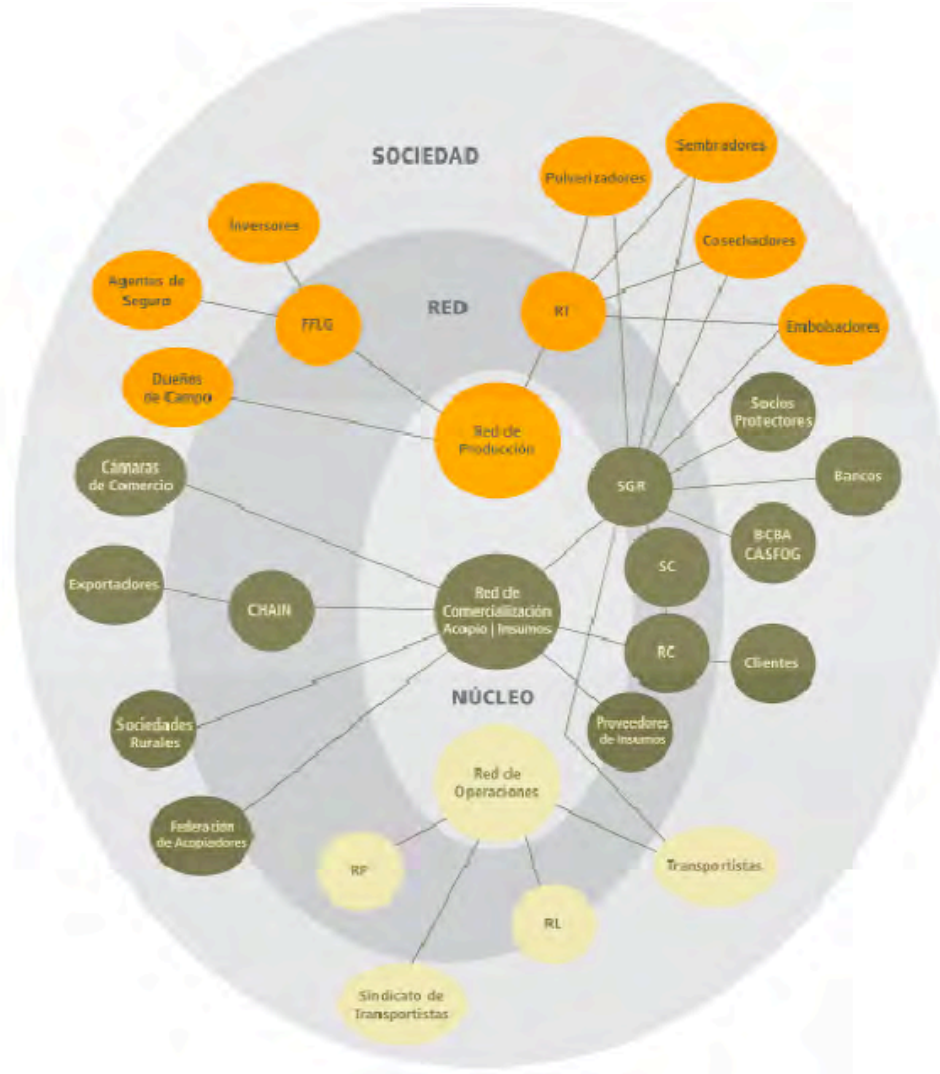 SOCIEDAD
Sembradores
Pulverizadores
Inversores
Cosechadores
Agentes de
Seguro
RED
FFLG
RT
Embolsadores
Dueños
de Campo
Red de
Producción
Socios
Protectores
Cámaras
de Comercio
SGR
Bancos
BCBA
CASFOG
SC
Exportadores
CHAIN
Red de
Comercialización
Acopio | Insumos
RC
Clientes
NÚCLEO
Sociedades
Rurales
Proveedores
de Insumos
Red de
Operaciones
Federación
de Acopiadores
RP
Transportistas
RL
Sindicato de
Transportistas